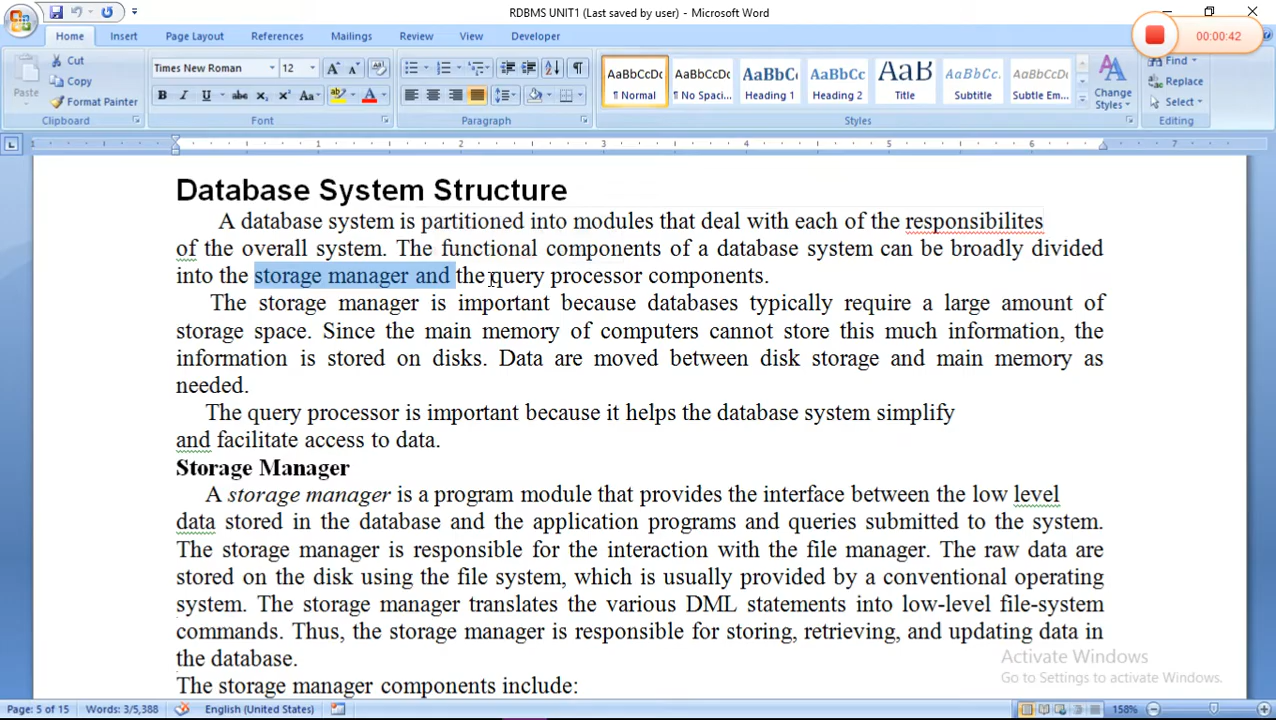 RDBMS UNIT1 (Last saved by user) - Microsoft Word
00:00:42
Home Insert Page Layout References Mailings Review View Developer
Paste Cut Copy Format Painter
Times New Roman 12
AaBbCcDc AaBbCcDc AaBbC AaBbCc AaB AaBbCc. AaBbCcDc
¶ Normal ¶ No Spaci... Heading 1 Heading 2 Title Subtitle Subtle Em...
Change Styles
Find Replace Select
Clipboard Font Paragraph Styles Editing
1 2 3 4 5 6 7
Database System Structure
A database system is partitioned into modules that deal with each of the responsibilites
of the overall system. The functional components of a database system can be broadly divided
into the storage manager and the query processor components.
The storage manager is important because databases typically require a large amount of
storage space. Since the main memory of computers cannot store this much information, the
information is stored on disks. Data are moved between disk storage and main memory as
needed.
The query processor is important because it helps the database system simplify
and facilitate access to data.
Storage Manager
A storage manager is a program module that provides the interface between the low level
data stored in the database and the application programs and queries submitted to the system.
The storage manager is responsible for the interaction with the file manager. The raw data are
stored on the disk using the file system, which is usually provided by a conventional operating
system. The storage manager translates the various DML statements into low-level file-system
commands. Thus, the storage manager is responsible for storing, retrieving, and updating data in
the database.
The storage manager components include:
Activate Windows
Go to Settings to activate Windows.
Page: 5 of 15 Words: 3/5,388 English (United States) 158%